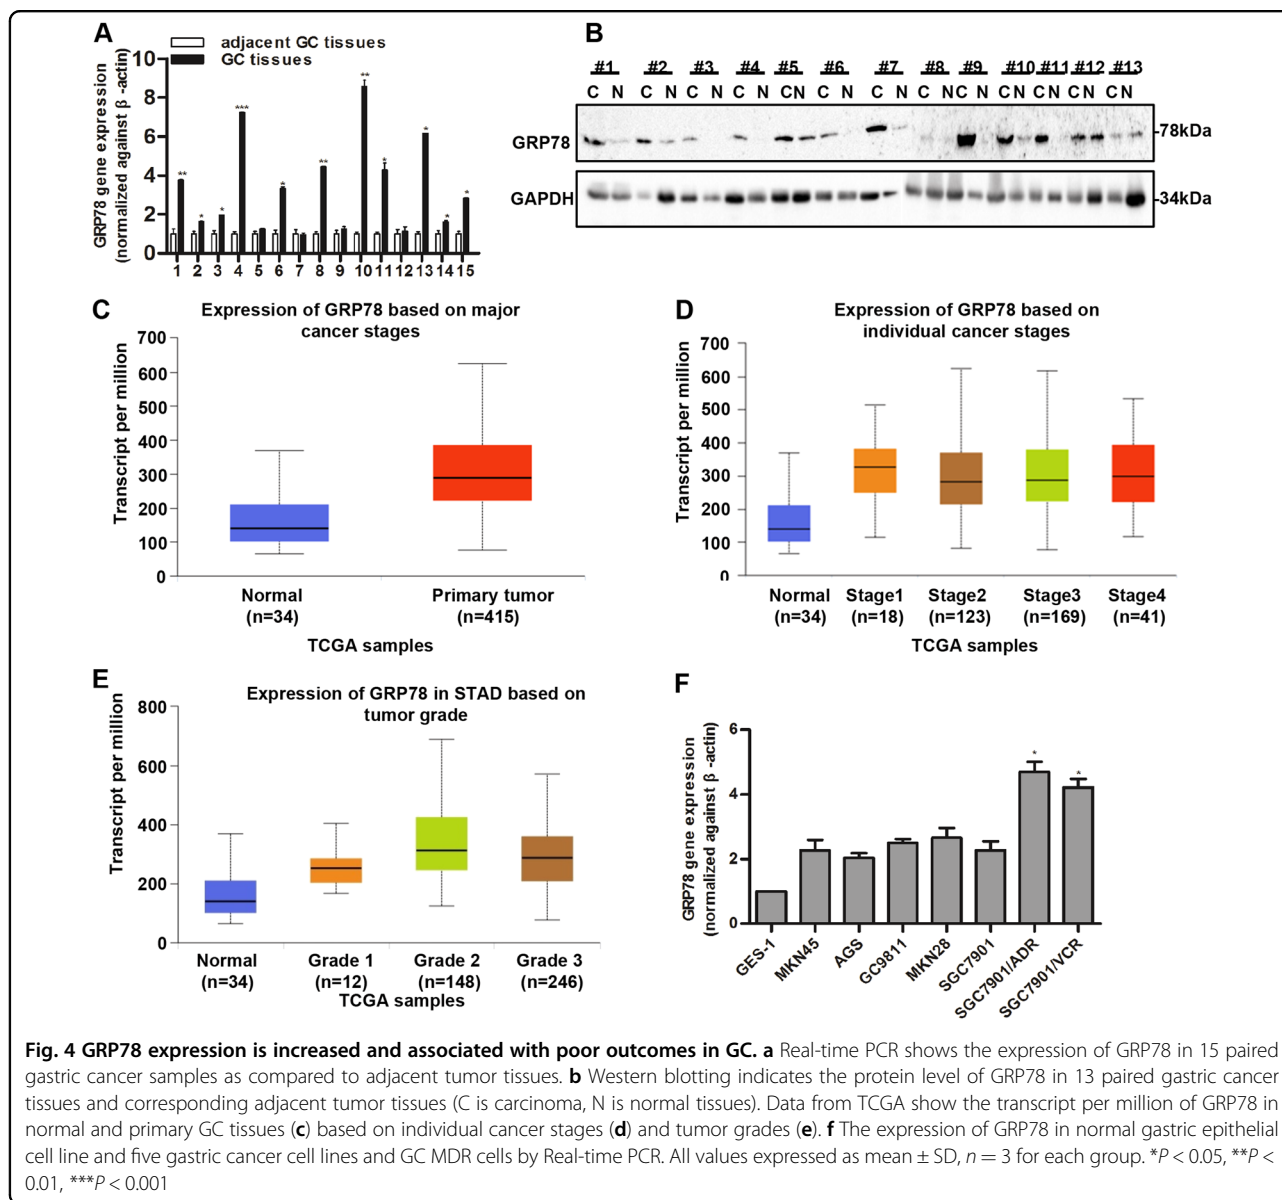 A
adjacent GC tissues
GC tissues
GRP78 gene expression
(normalized against β -actin)
10
8
6
4
2
0
** * * *** * ** ** * * * *
1 2 3 4 5 6 7 8 9 10 11 12 13 14 15
B
#1 #2 #3 #4 #5 #6 #7 #8 #9 #10 #11 #12 #13
C N C N C N C N C N C N C N C N C N C N C N C N C N
GRP78
-78kDa
GAPDH
-34kDa
C
Expression of GRP78 based on major
cancer stages
Transcript per million
700
600
500
400
300
200
100
0
Normal
(n=34)
Primary tumor
(n=415)
TCGA samples
D
Expression of GRP78 based on
individual cancer stages
Transcript per million
700
600
500
400
300
200
100
0
Normal
(n=34)
Stage1
(n=18)
Stage2
(n=123)
Stage3
(n=169)
Stage4
(n=41)
TCGA samples
E
Expression of GRP78 in STAD based on
tumor grade
Transcript per million
800
600
400
200
0
Normal
(n=34)
Grade 1
(n=12)
Grade 2
(n=148)
Grade 3
(n=246)
TCGA samples
F
GRP78 gene expression
(normalized against β -actin)
6
4
2
0
* *
GES-1
MKN45
AGS
GC9811
MKN28
SGC7901
SGC7901/ADR
SGC7901/VCR
Fig. 4 GRP78 expression is increased and associated with poor outcomes in GC. a Real-time PCR shows the expression of GRP78 in 15 paired
gastric cancer samples as compared to adjacent tumor tissues. b Western blotting indicates the protein level of GRP78 in 13 paired gastric cancer
tissues and corresponding adjacent tumor tissues (C is carcinoma, N is normal tissues). Data from TCGA show the transcript per million of GRP78 in
normal and primary GC tissues (c) based on individual cancer stages (d) and tumor grades (e). f The expression of GRP78 in normal gastric epithelial
cell line and five gastric cancer cell lines and GC MDR cells by Real-time PCR. All values expressed as mean ± SD, n = 3 for each group. *P < 0.05, **P <
0.01, ***P < 0.001